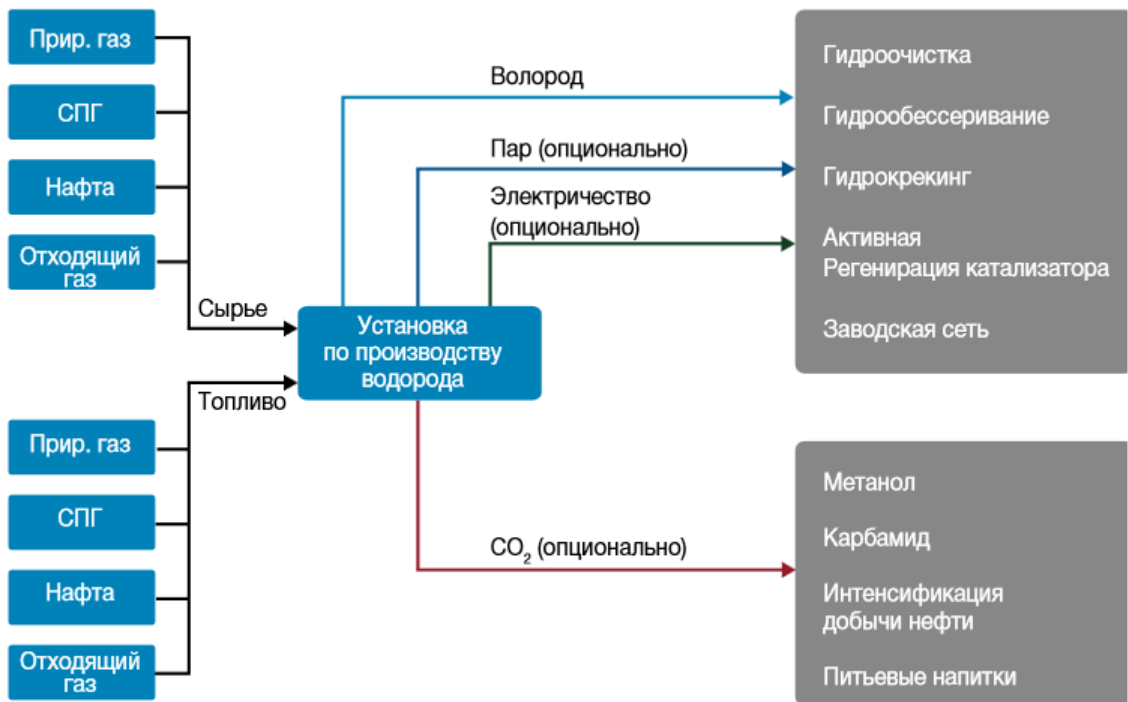 Прир. газ
СПГ
Нафта
Отходящий
газ
Сырье
Топливо
Прир. газ
СПГ
Нафта
Отходящий
газ
Установка
по производству
водорода
Волород
Пар (опционально)
Электричество
(опционально)
CO₂ (опционально)
Гидроочистка
Гидрообессеривание
Гидрокрекинг
Активная
Регенирация катализатора
Заводская сеть
Метанол
Карбамид
Интенсификация
добычи нефти
Питьевые напитки